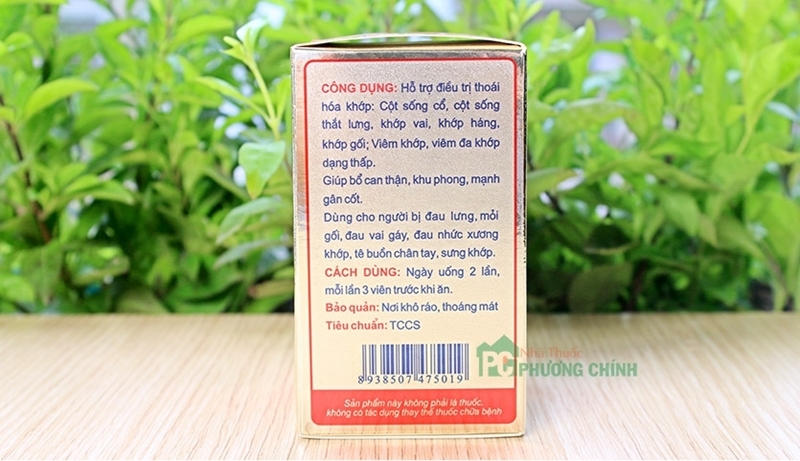 CÔNG DỤNG: Hỗ trợ điều trị thoái
hóa khớp: Cột sống cổ, cột sống
thắt lưng, khớp vai, khớp háng,
khớp gối; Viêm khớp, viêm đa khớp
dạng thấp.
Giúp bổ can thận, khu phong, mạnh
gân cốt.
Dùng cho người bị đau lưng, mỏi
gối, đau vai gáy, đau nhức xương
khớp, tê buồn chân tay, sưng khớp.
CÁCH DÙNG: Ngày uống 2 lần,
mỗi lần 3 viên trước khi ăn.
Bảo quản: Nơi khô ráo, thoáng mát
Tiêu chuẩn: TCCS
8 938507 475019
Sản phẩm này không phải là thuốc,
không có tác dụng thay thế thuốc chữa bệnh
PC NhàThuốc
PHƯƠNG CHÍNH